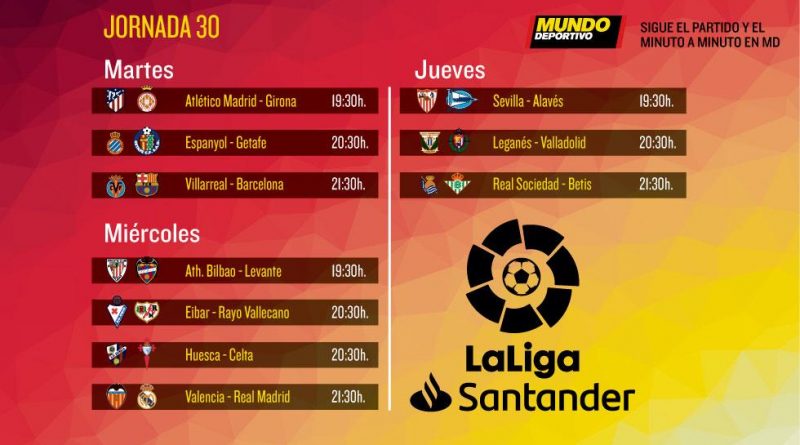 JORNADA 30
MUNDO
DEPORTIVO
SIGUE EL PARTIDO Y EL
MINUTO A MINUTO EN MD
Martes
Atlético Madrid - Girona 19:30h.
Espanyol - Getafe 20:30h.
Villarreal - Barcelona 21:30h.
Miércoles
Ath. Bilbao - Levante 19:30h.
Eibar - Rayo Vallecano 20:30h.
Huesca - Celta 20:30h.
Valencia - Real Madrid 21:30h.
Jueves
Sevilla - Alavés 19:30h.
Leganés - Valladolid 20:30h.
Real Sociedad - Betis 21:30h.
LaLiga
Santander